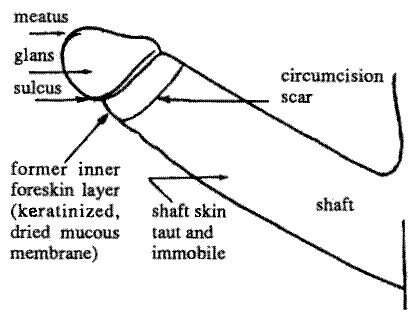 meatus
glans
sulcus
circumcision
scar
former inner
foreskin layer
(keratinized,
dried mucous
membrane)
shaft skin
taut and
immobile
shaft